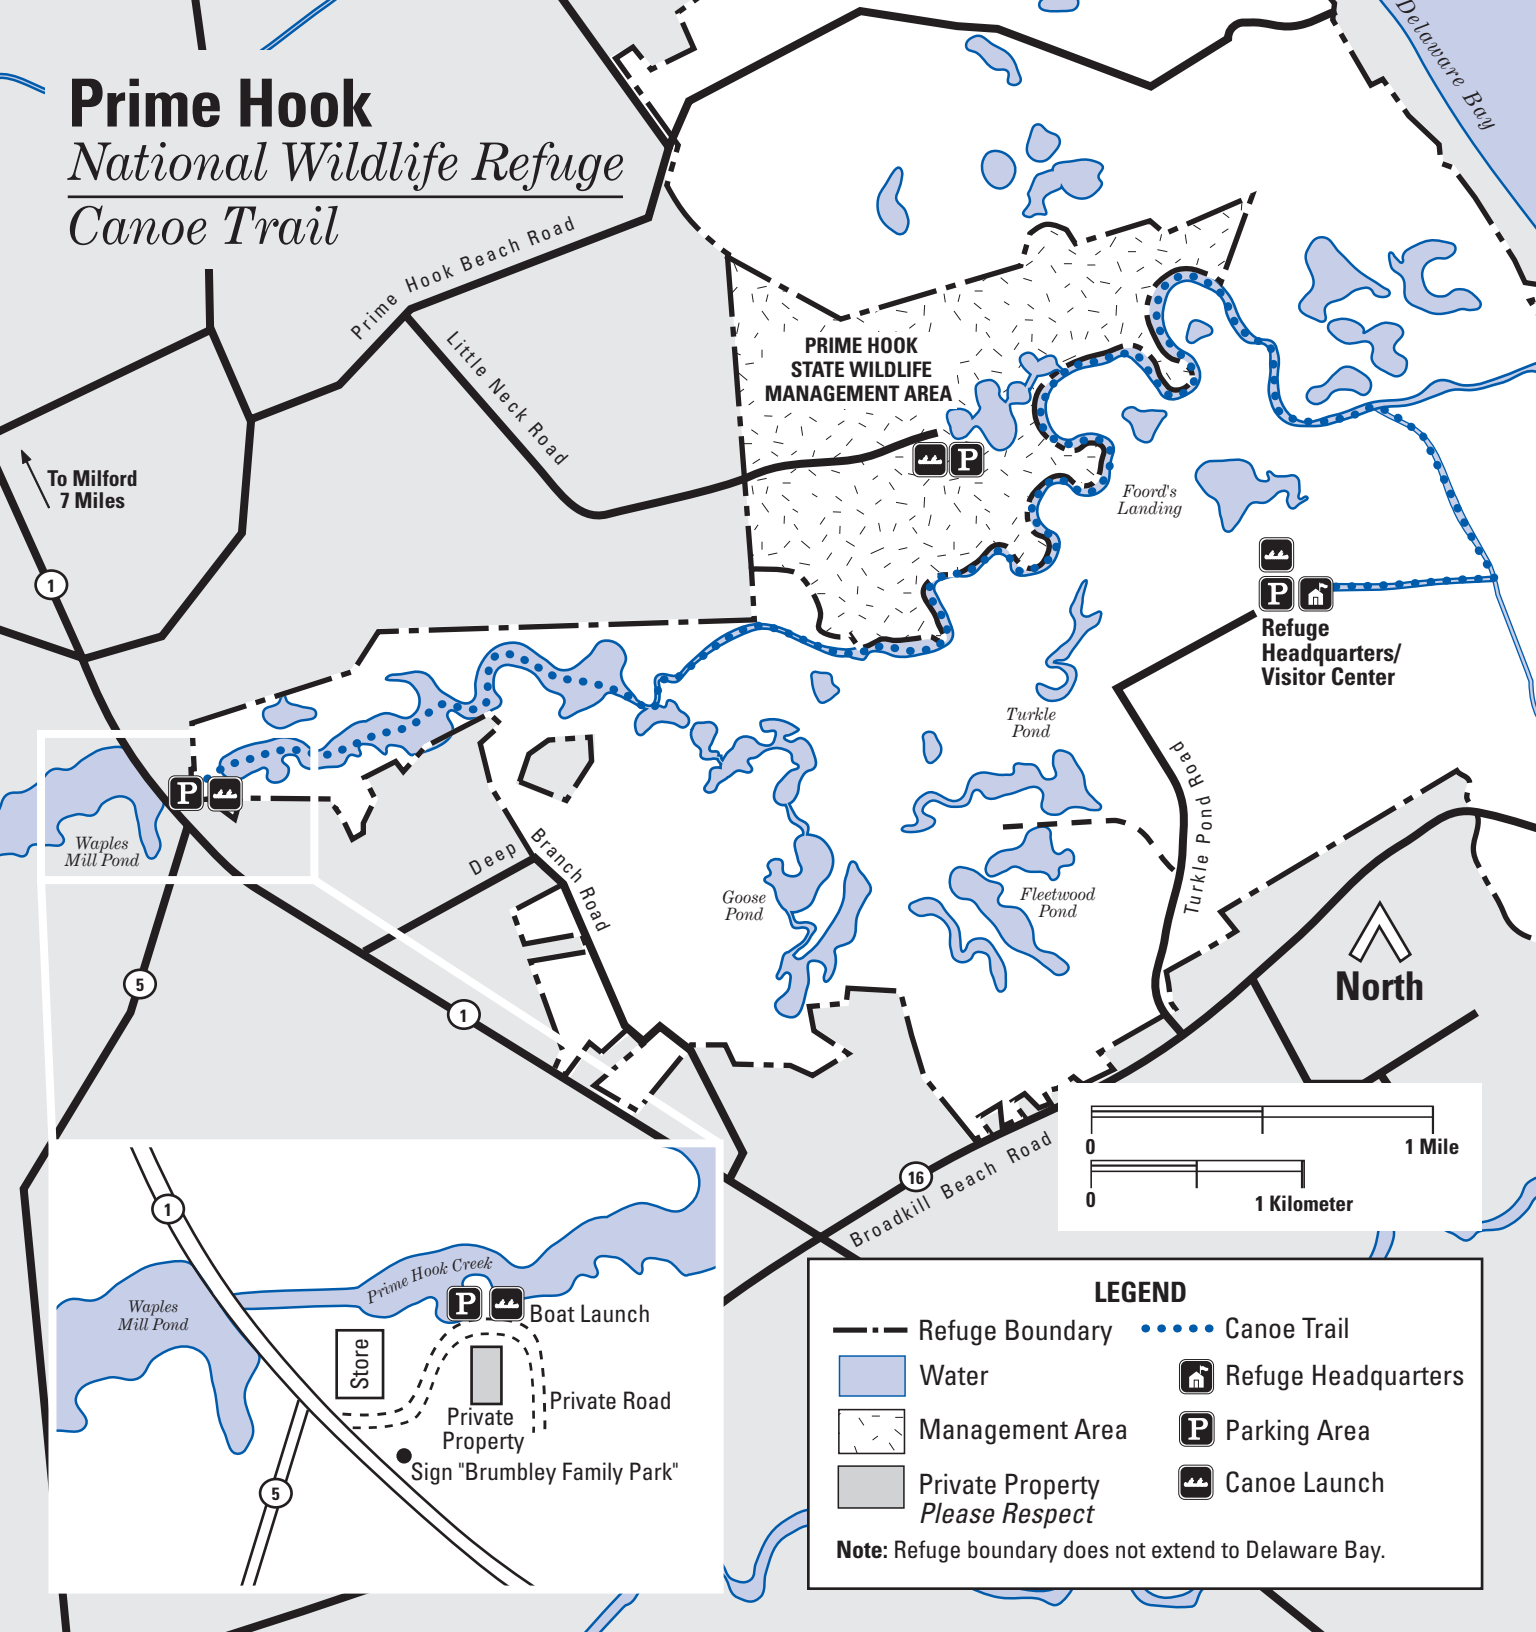 Prime Hook
National Wildlife Refuge
Canoe Trail
Delaware Bay
Prime Hook Beach Road
Little Neck Road
PRIME HOOK
STATE WILDLIFE
MANAGEMENT AREA
P
To Milford
7 Miles
1
Foord's
Landing
P
Refuge
Headquarters/
Visitor Center
Turkle
Pond
Turkle Pond Road
P
Waples
Mill Pond
Deep Branch Road
Goose
Pond
Fleetwood
Pond
5
1
North
16
Broadkill Beach Road
0
1 Mile
0
1 Kilometer
1
Prime Hook Creek
Waples
Mill Pond
P
Boat Launch
Store
Private Road
Private
Property
Sign "Brumbley Family Park"
5
LEGEND
Refuge Boundary
Canoe Trail
Water
Refuge Headquarters
Management Area
P
Parking Area
Private Property
Please Respect
Canoe Launch
Note: Refuge boundary does not extend to Delaware Bay.